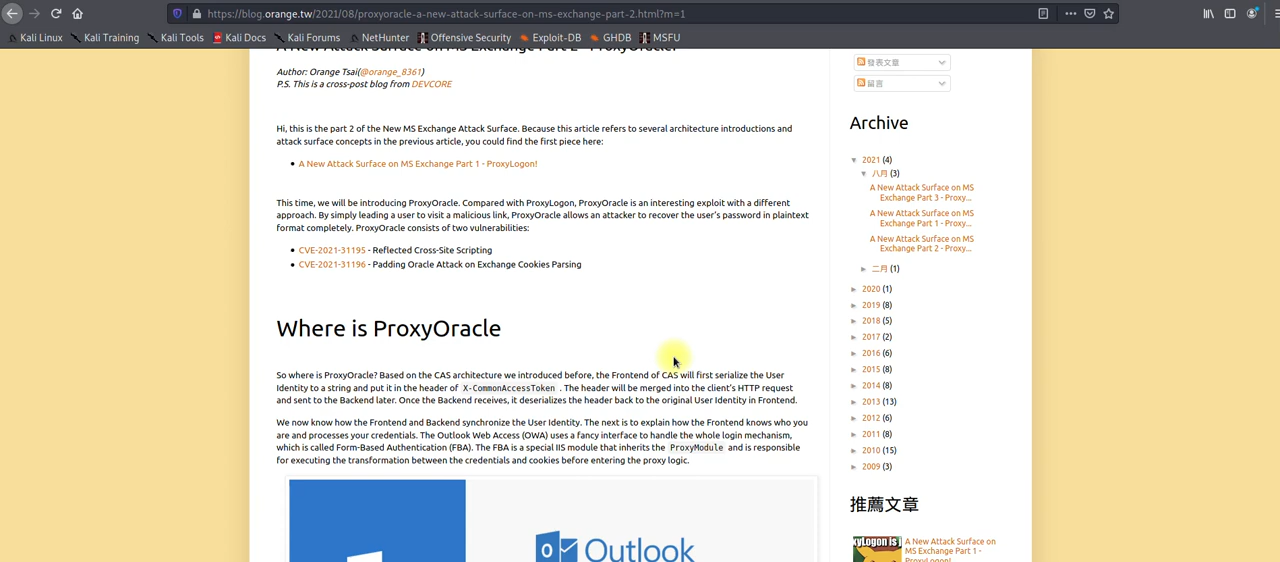 https://blog.orange.tw/2021/08/proxyoracle-a-new-attack-surface-on-ms-exchange-part-2.html?m=1
Kali Linux Kali Training Kali Tools Kali Docs Kali Forums NetHunter Offensive Security Exploit-DB GHDB MSFU
A New Attack Surface on MS Exchange Part 2 - ProxyOracle!
Author: Orange Tsai(@orange_8361)
P.S. This is a cross-post blog from DEVCORE
Hi, this is the part 2 of the New MS Exchange Attack Surface. Because this article refers to several architecture introductions and
attack surface concepts in the previous article, you could find the first piece here:
A New Attack Surface on MS Exchange Part 1 - ProxyLogon!
This time, we will be introducing ProxyOracle. Compared with ProxyLogon, ProxyOracle is an interesting exploit with a different
approach. By simply leading a user to visit a malicious link, ProxyOracle allows an attacker to recover the user's password in plaintext
format completely. ProxyOracle consists of two vulnerabilities:
CVE-2021-31195 - Reflected Cross-Site Scripting
CVE-2021-31196 - Padding Oracle Attack on Exchange Cookies Parsing
Where is ProxyOracle
So where is ProxyOracle? Based on the CAS architecture we introduced before, the Frontend of CAS will first serialize the User
Identity to a string and put it in the header of X-CommonAccessToken . The header will be merged into the client's HTTP request
and sent to the Backend later. Once the Backend receives, it deserializes the header back to the original User Identity in Frontend.
We now know how the Frontend and Backend synchronize the User Identity. The next is to explain how the Frontend knows who you
are and processes your credentials. The Outlook Web Access (OWA) uses a fancy interface to handle the whole login mechanism,
which is called Form-Based Authentication (FBA). The FBA is a special IIS module that inherits the ProxyModule and is responsible
for executing the transformation between the credentials and cookies before entering the proxy logic.
Outlook
發表文章
留言
Archive
2021 (4)
八月 (3)
A New Attack Surface on MS
Exchange Part 3 - Proxy...
A New Attack Surface on MS
Exchange Part 1 - Proxy...
A New Attack Surface on MS
Exchange Part 2 - Proxy...
二月 (1)
2020 (1)
2019 (8)
2018 (5)
2017 (2)
2016 (6)
2015 (8)
2014 (8)
2013 (13)
2012 (6)
2011 (8)
2010 (15)
2009 (3)
推薦文章
A New Attack Surface on MS
Exchange Part 1 -
ProxyLogon!